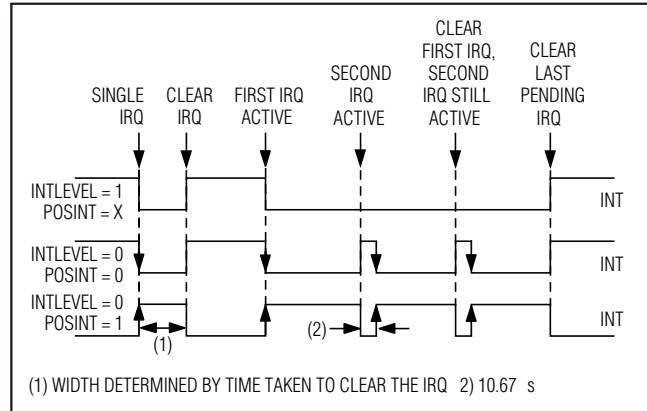 SINGLE IRQ
CLEAR IRQ
FIRST IRQ ACTIVE
SECOND IRQ ACTIVE
CLEAR FIRST IRQ, SECOND IRQ STILL ACTIVE
CLEAR LAST PENDING IRQ
INTLEVEL = 1
POSINT = X
INT
INTLEVEL = 0
POSINT = 0
INT
INTLEVEL = 0
POSINT = 1
(1)
(2)
INT
(1) WIDTH DETERMINED BY TIME TAKEN TO CLEAR THE IRQ 2) 10.67 s